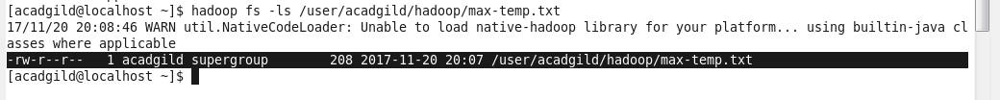 [acadgild@localhost ~]$ hadoop fs -ls /user/acadgild/hadoop/max-temp.txt
17/11/20 20:08:46 WARN util.NativeCodeLoader: Unable to load native-hadoop library for your platform... using builtin-java cl
asses where applicable
-rw-r--r--   1 acadgild supergroup        208 2017-11-20 20:07 /user/acadgild/hadoop/max-temp.txt
[acadgild@localhost ~]$